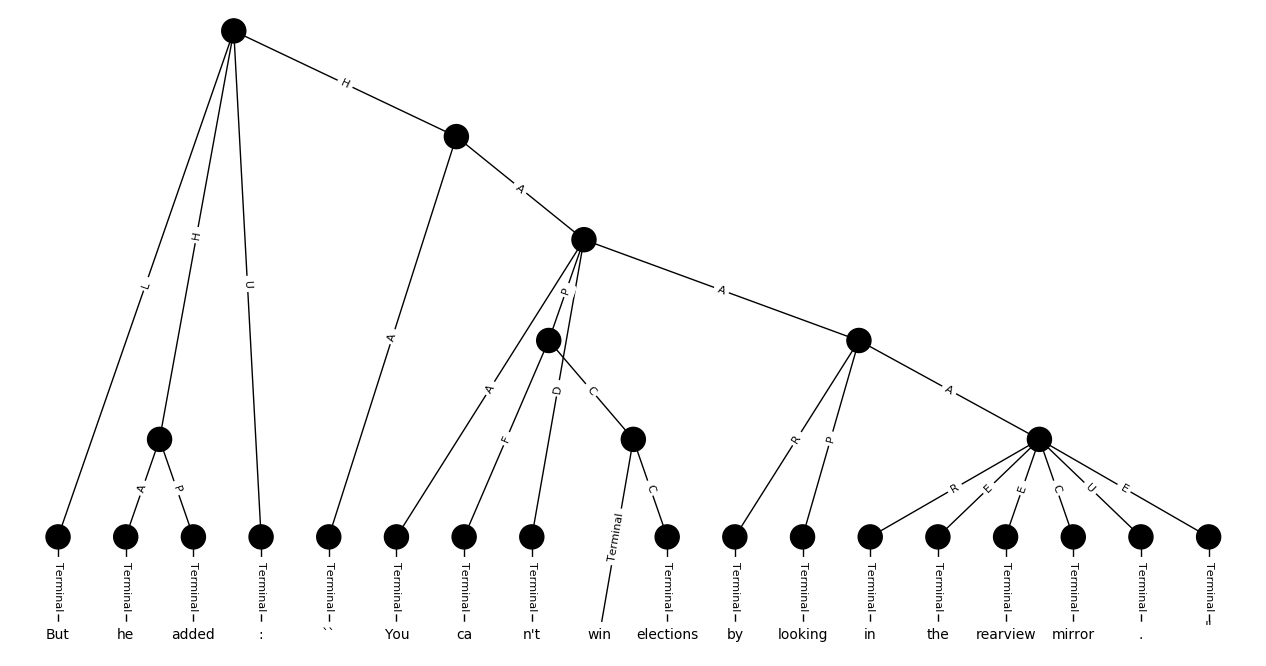 H
A
H
P
A
L
U
A
A
P
D
C
A
F
R
P
A
A
P
C
R
E
E
C
U
E
Terminal Terminal Terminal Terminal Terminal Terminal Terminal Terminal Terminal Terminal Terminal Terminal Terminal Terminal Terminal Terminal Terminal Terminal
But he added : `` You ca n't win elections by looking in the rearview mirror . "